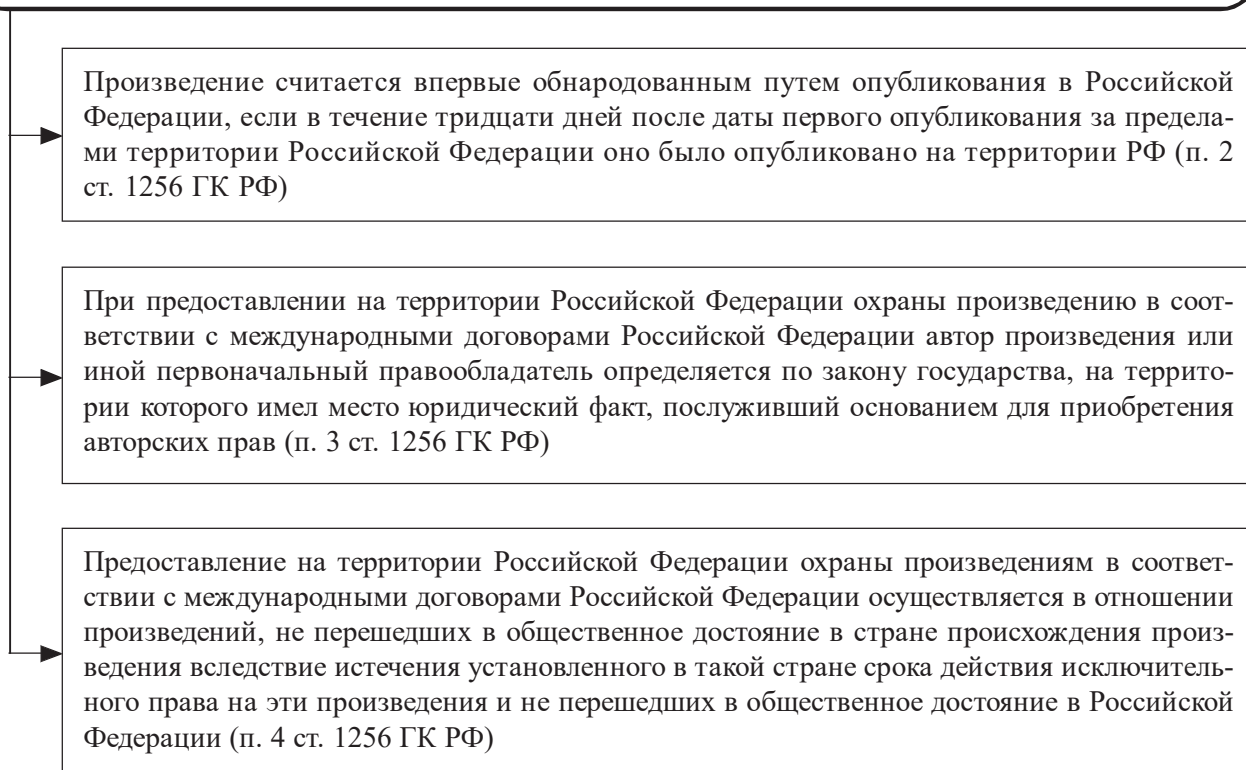 Произведение считается впервые обнародованным путем опубликования в Российской
Федерации, если в течение тридцати дней после даты первого опубликования за предела-
ми территории Российской Федерации оно было опубликовано на территории РФ (п. 2
ст. 1256 ГК РФ)
При предоставлении на территории Российской Федерации охраны произведению в соот-
ветствии с международными договорами Российской Федерации автор произведения или
иной первоначальный правообладатель определяется по закону государства, на террито-
рии которого имел место юридический факт, послуживший основанием для приобретения
авторских прав (п. 3 ст. 1256 ГК РФ)
Предоставление на территории Российской Федерации охраны произведениям в соответ-
ствии с международными договорами Российской Федерации осуществляется в отношении
произведений, не перешедших в общественное достояние в стране происхождения произ-
ведения вследствие истечения установленного в такой стране срока действия исключитель-
ного права на эти произведения и не перешедших в общественное достояние в Российской
Федерации (п. 4 ст. 1256 ГК РФ)